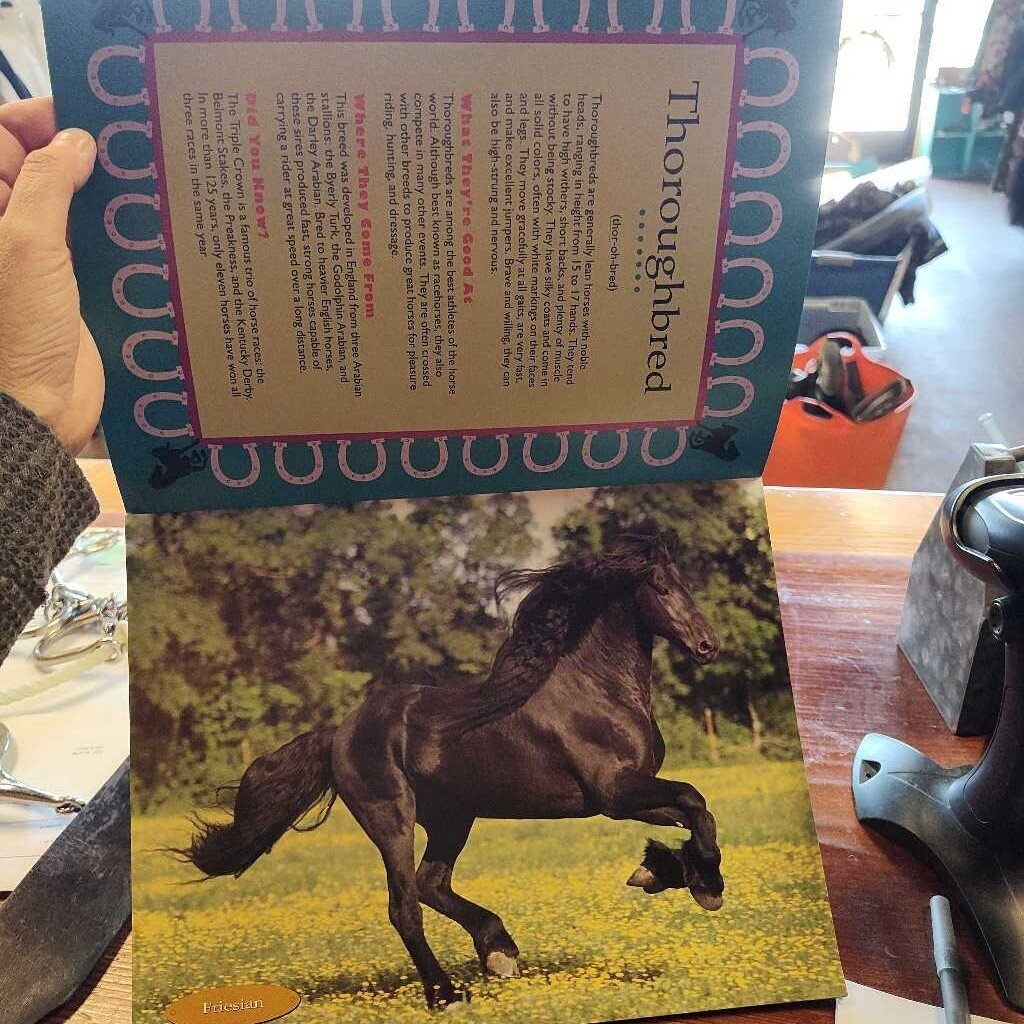 Thoroughbred
(thor-oh-bred)
Thoroughbreds are generally lean horses with noble
heads, ranging in height from 15 to 17 hands. They tend
to have high withers, short backs, and plenty of muscle
without being stocky. They have silky coats and come in
all solid colors, often with white markings on their faces
and legs. They move gracefully at all gaits, are very fast,
and make excellent jumpers. Brave and willing, they can
also be high-strung and nervous.
What They're Good At
Thoroughbreds are among the best athletes of the horse
world. Although best known as racehorses, they also
compete in many other events. They are often crossed
with other breeds to produce great horses for pleasure
riding, hunting, and dressage.
Where They Come From
This breed was developed in England from three Arabian
stallions: the Byerly Turk, the Godolphin Arabian, and
the Darley Arabian. Bred to heavier English horses,
these sires produced fast, strong horses capable of
carrying a rider at great speed over a long distance.
Did You Know?
The Triple Crown is a famous trio of horse races: the
Belmont Stakes, the Preakness, and the Kentucky Derby.
In more than 125 years, only eleven horses have won all
three races in the same year.
Friesian